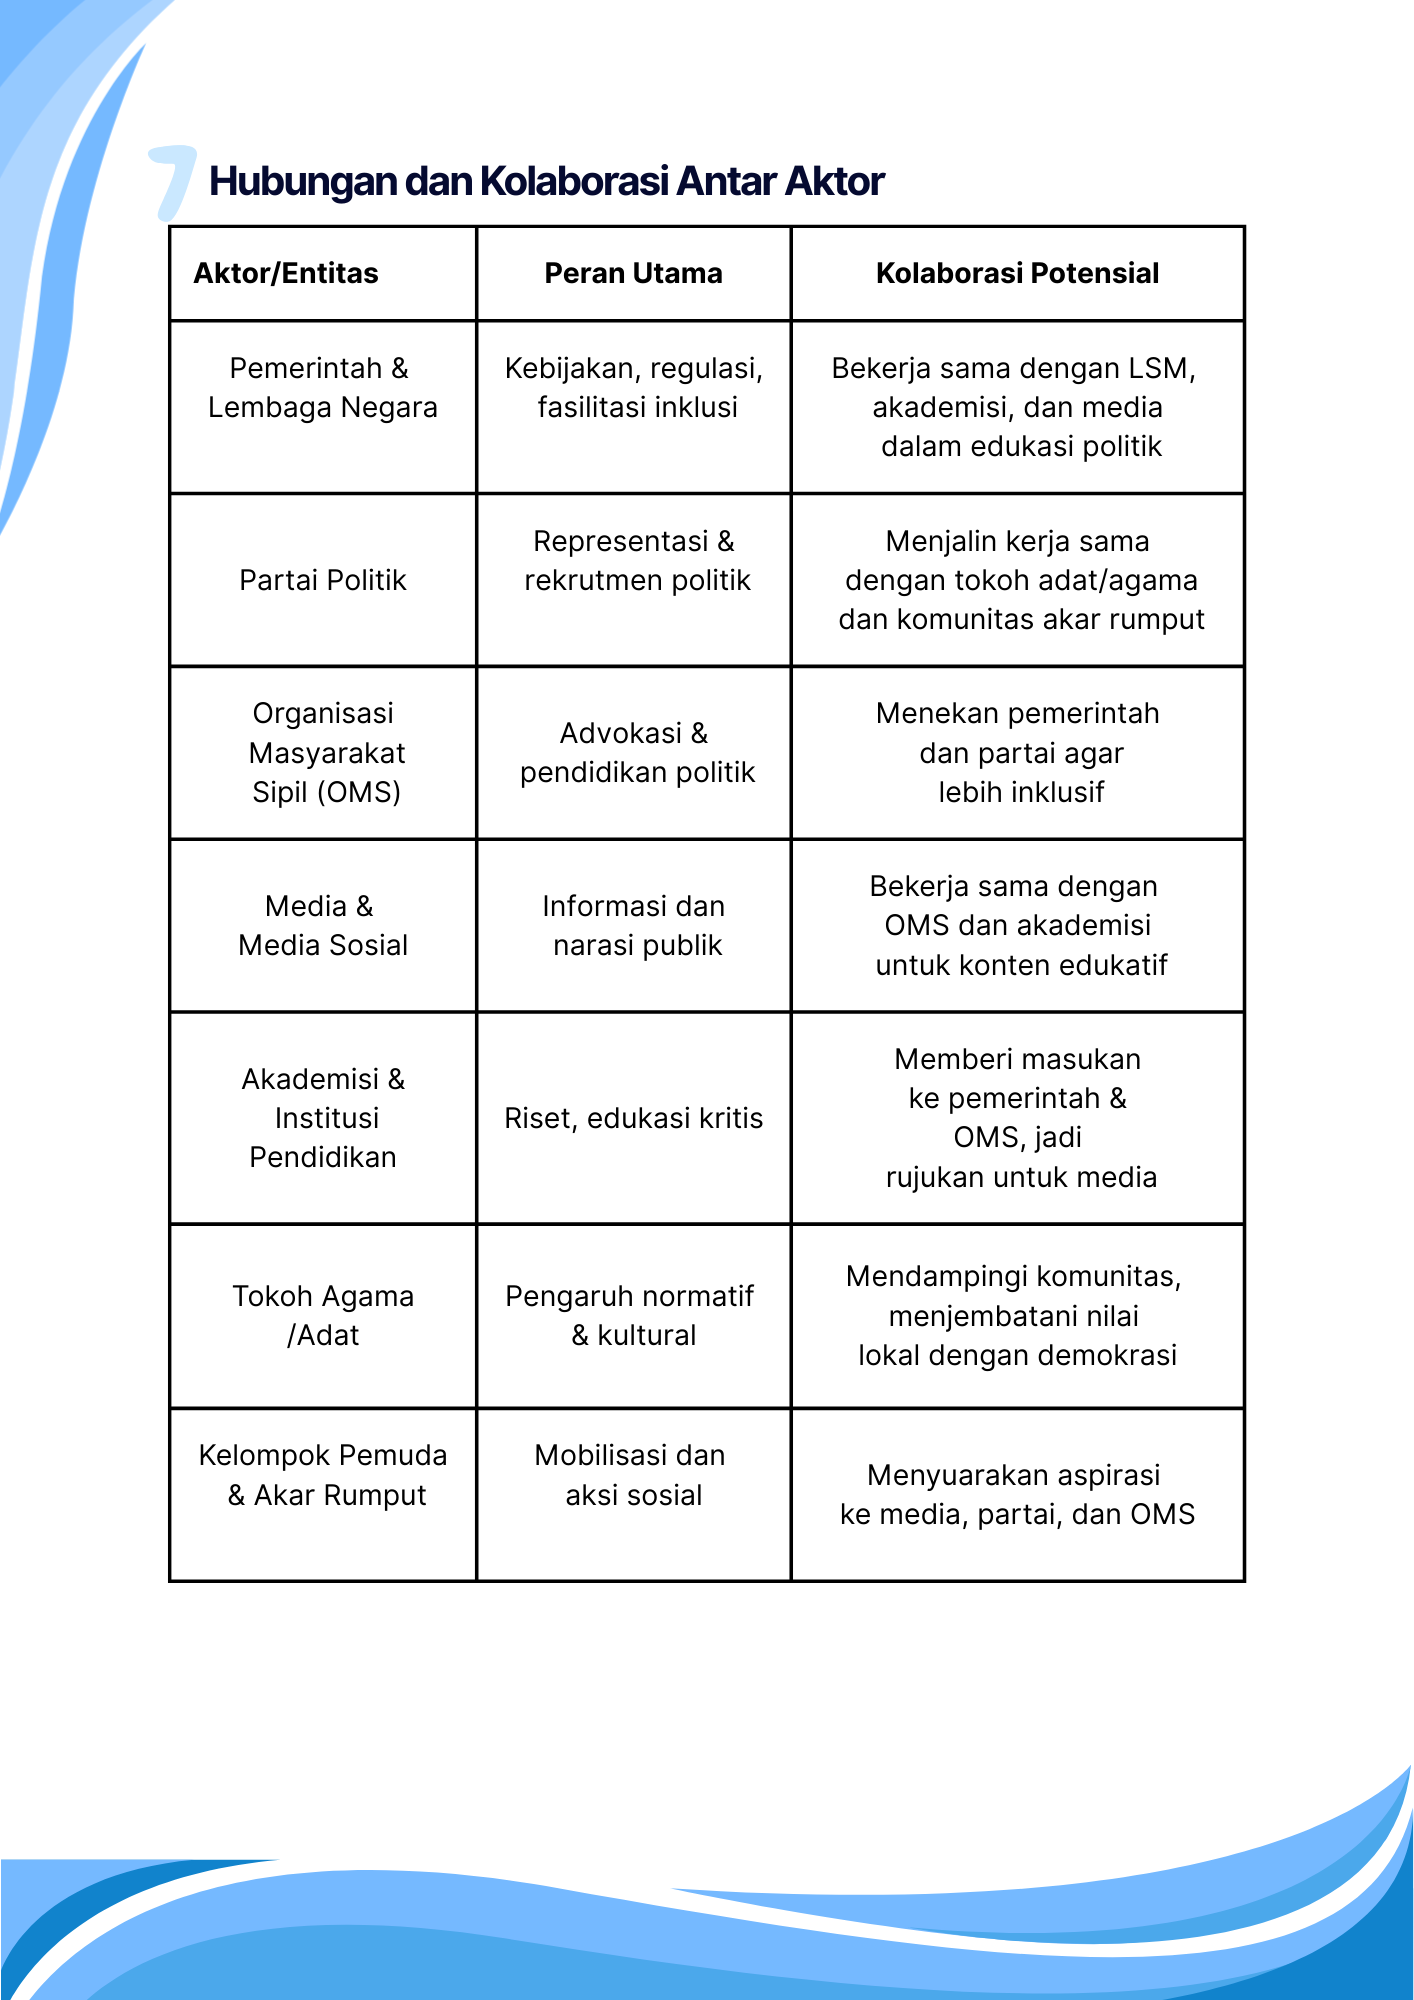 7 Hubungan dan Kolaborasi Antar Aktor
Aktor/Entitas Peran Utama Kolaborasi Potensial
Pemerintah &
Lembaga Negara
Kebijakan, regulasi,
fasilitasi inklusi
Bekerja sama dengan LSM,
akademisi, dan media
dalam edukasi politik
Partai Politik
Representasi &
rekrutmen politik
Menjalin kerja sama
dengan tokoh adat/agama
dan komunitas akar rumput
Organisasi
Masyarakat
Sipil (OMS)
Advokasi &
pendidikan politik
Menekan pemerintah
dan partai agar
lebih inklusif
Media &
Media Sosial
Informasi dan
narasi publik
Bekerja sama dengan
OMS dan akademisi
untuk konten edukatif
Akademisi &
Institusi
Pendidikan
Riset, edukasi kritis
Memberi masukan
ke pemerintah &
OMS, jadi
rujukan untuk media
Tokoh Agama
/Adat
Pengaruh normatif
& kultural
Mendampingi komunitas,
menjembatani nilai
lokal dengan demokrasi
Kelompok Pemuda
& Akar Rumput
Mobilisasi dan
aksi sosial
Menyuarakan aspirasi
ke media, partai, dan OMS